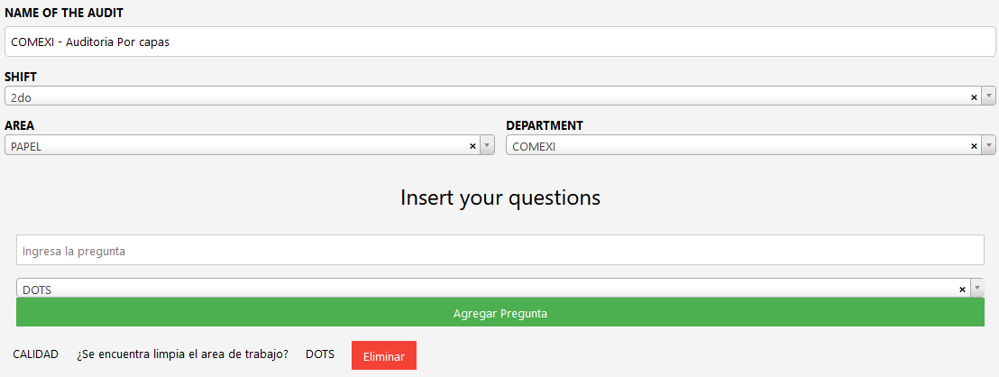 NAME OF THE AUDIT
COMEXI - Auditoria Por capas
SHIFT
2do ×
AREA DEPARTMENT
PAPEL × COMEXI ×
Insert your questions
Ingresa la pregunta
DOTS ×
Agregar Pregunta
CALIDAD ¿Se encuentra limpia el area de trabajo? DOTS Eliminar